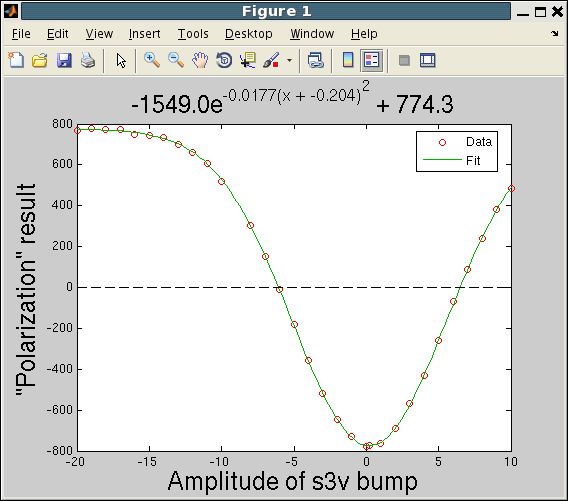 Figure 1
File Edit View Insert Tools Desktop Window Help
-1549.0e^-0.0177(x + -0.204)^2 + 774.3
Data
Fit
800
600
400
200
0
-200
-400
-600
-800
"Polarization" result
-20 -15 -10 -5 0 5 10
Amplitude of s3v bump